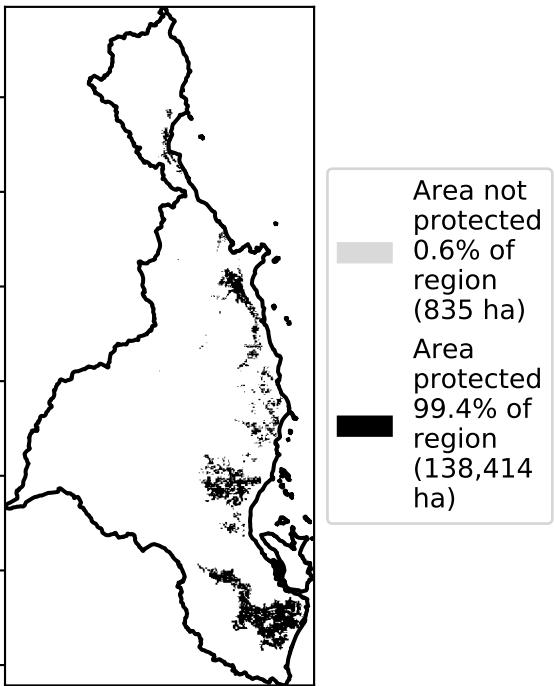 Area not
protected
0.6% of
region
(835 ha)
Area
protected
99.4% of
region
(138,414
ha)